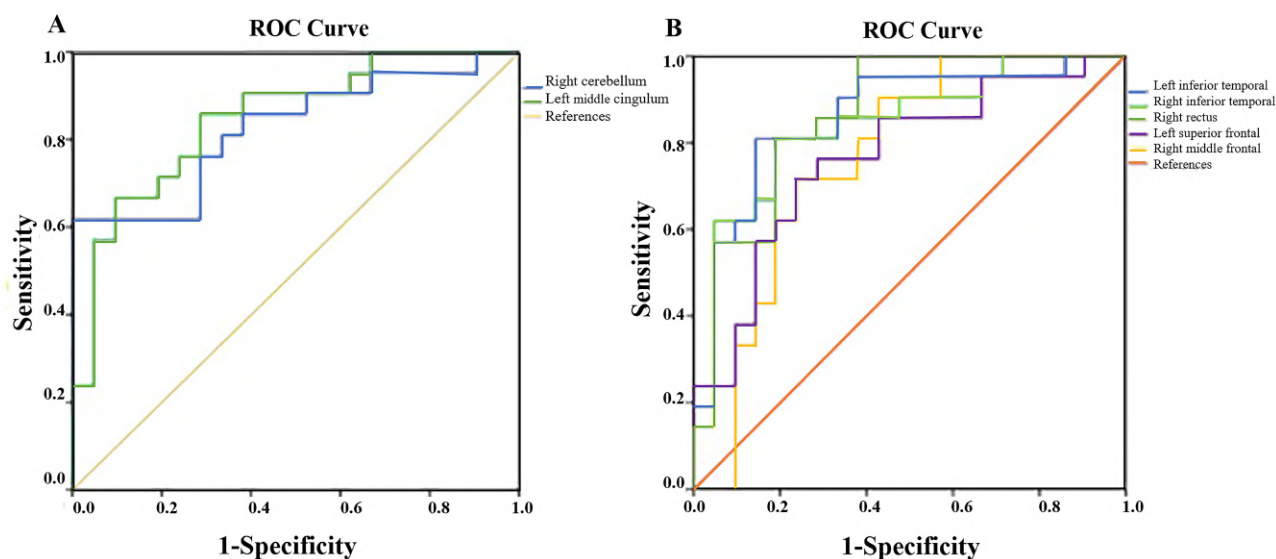 A
ROC Curve
1.0
0.8
0.6
0.4
0.2
0.0
0.0 0.2 0.4 0.6 0.8 1.0
Sensitivity
1-Specificity
Right cerebellum
Left middle cingulum
References
B
ROC Curve
1.0
0.8
0.6
0.4
0.2
0.0
0.0 0.2 0.4 0.6 0.8 1.0
Sensitivity
1-Specificity
Left inferior temporal
Right inferior temporal
Right rectus
Left superior frontal
Right middle frontal
References